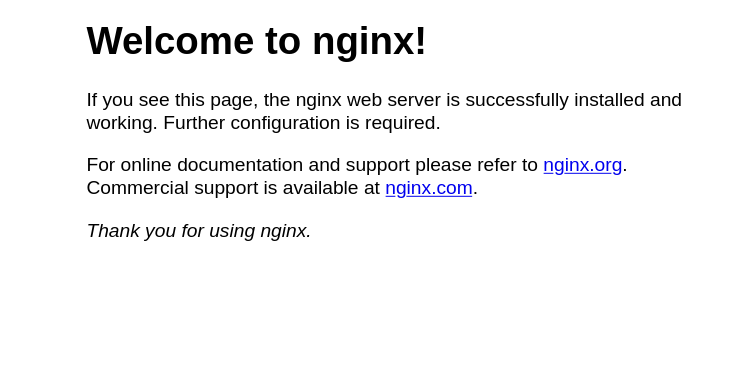 Welcome to nginx!
If you see this page, the nginx web server is successfully installed and
working. Further configuration is required.
For online documentation and support please refer to nginx.org.
Commercial support is available at nginx.com.
Thank you for using nginx.